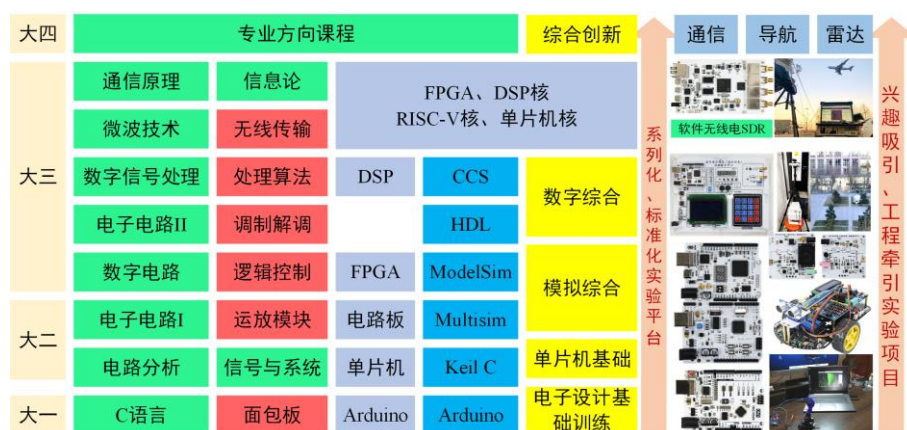 大四
专业方向课程
综合创新
通信
导航
雷达
大三
通信原理
信息论
FPGA、DSP核
RISC-V核、单片机核
微波技术
无线传输
软件无线电SDR
数字信号处理
处理算法
DSP
CCS
数字综合
电子电路II
调制解调
HDL
数字电路
逻辑控制
FPGA
ModelSim
模拟综合
大二
电子电路I
运放模块
电路板
Multisim
电路分析
信号与系统
单片机
Keil C
单片机基础
大一
C语言
面包板
Arduino
Arduino
电子设计基
础训练
系列化、标准化实验平台
兴趣吸引、工程牵引实验项目